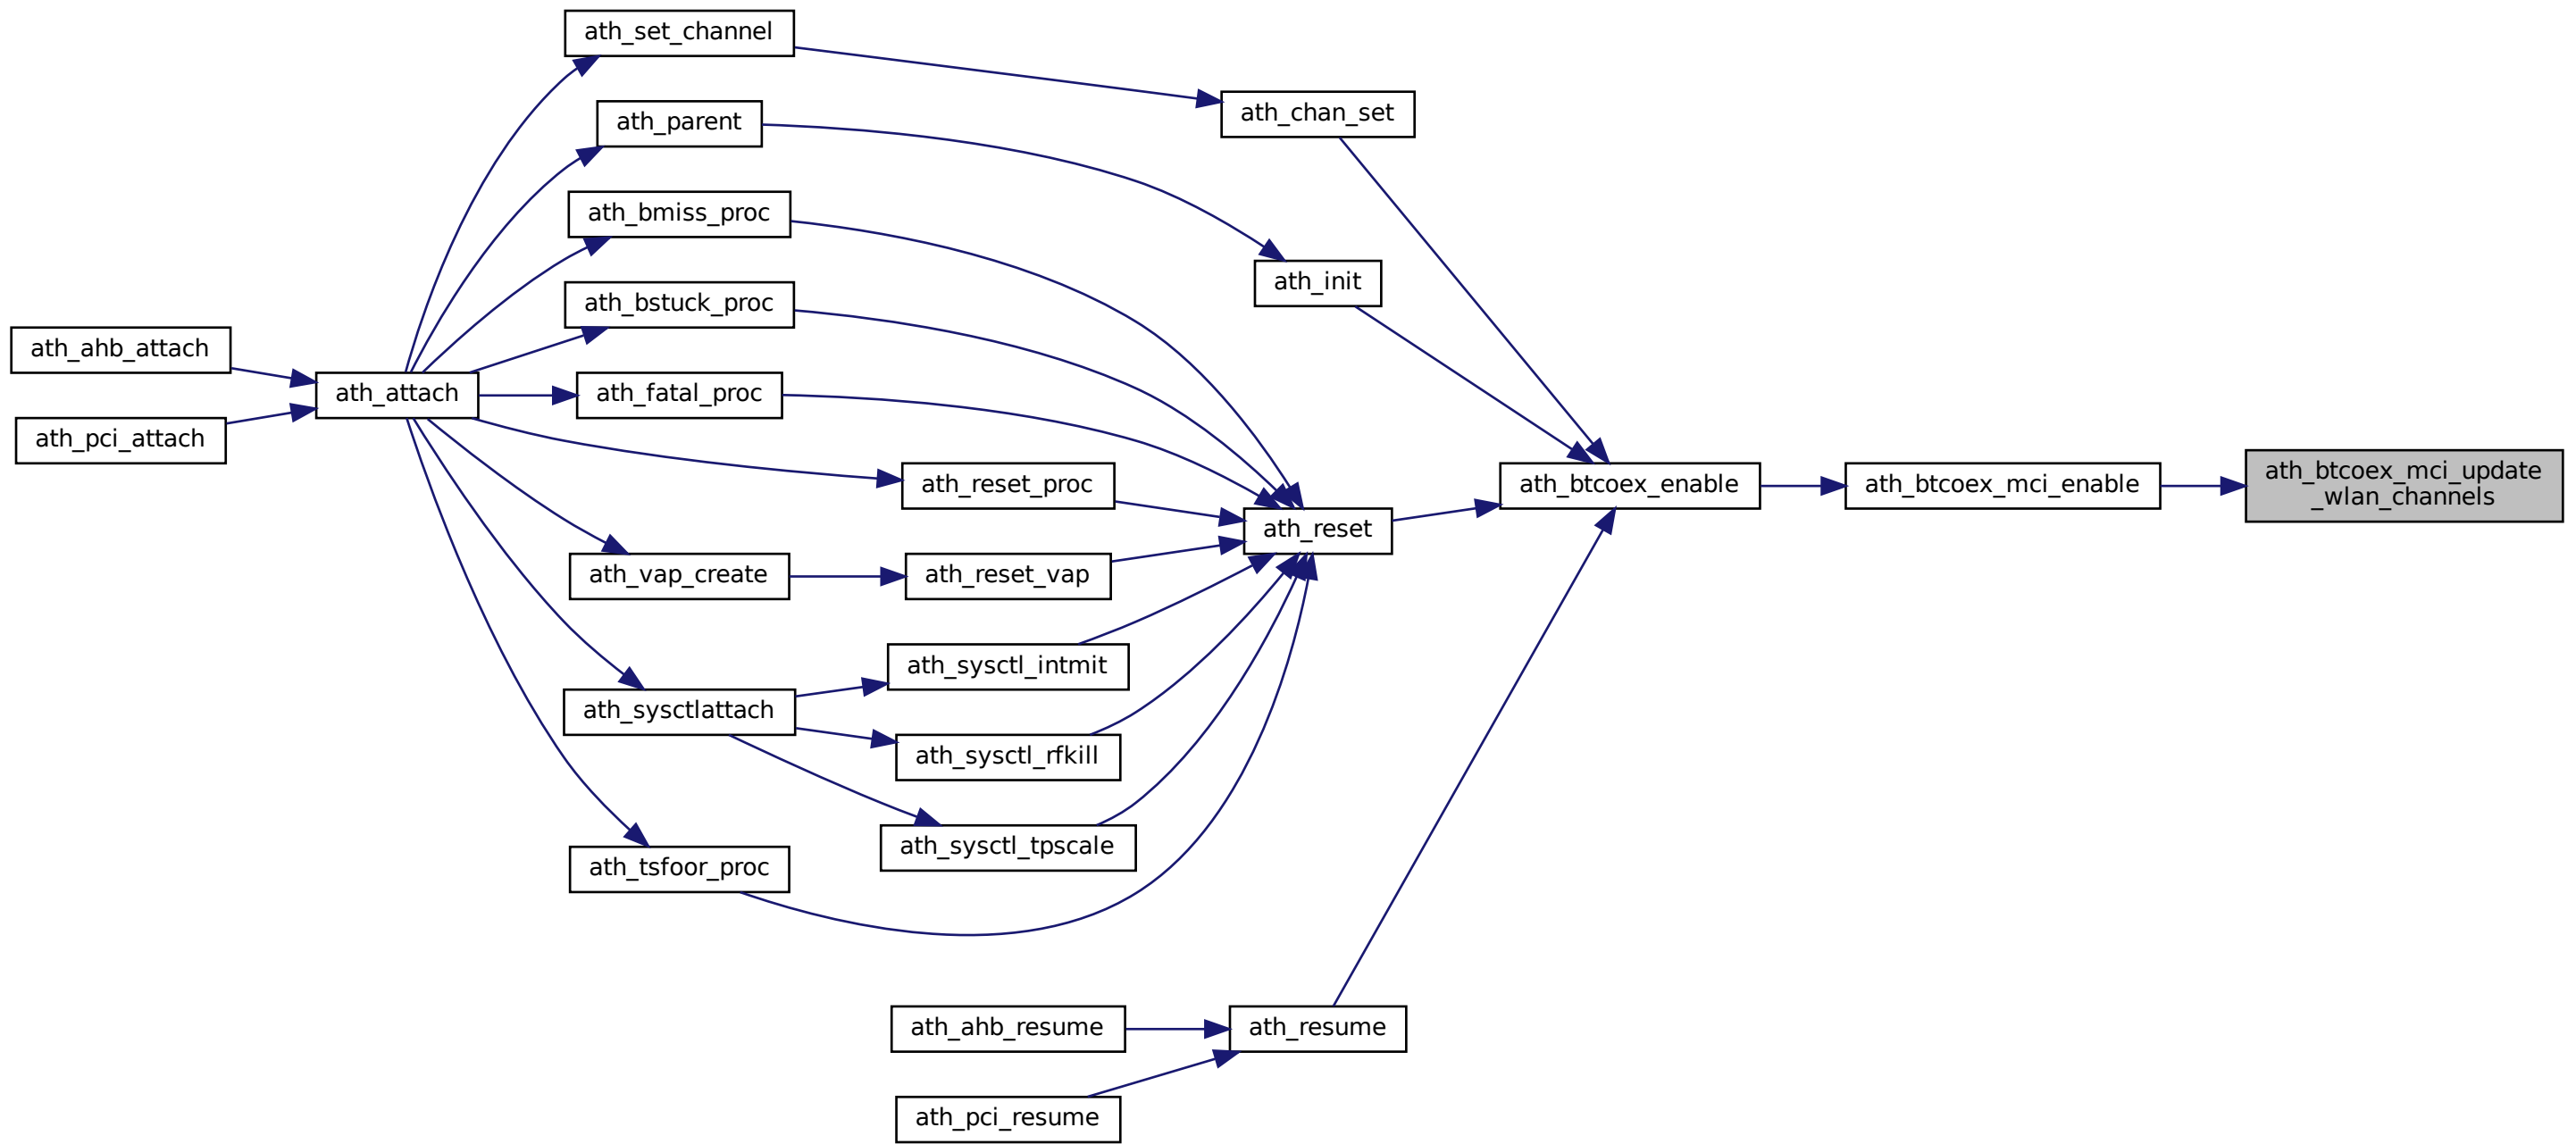 ath_set_channel
ath_chan_set
ath_parent
ath_bmiss_proc
ath_init
ath_bstuck_proc
ath_ahb_attach
ath_attach
ath_fatal_proc
ath_pci_attach
ath_reset_proc
ath_btcoex_enable
ath_btcoex_mci_enable
ath_btcoex_mci_update
_wlan_channels
ath_reset
ath_vap_create
ath_reset_vap
ath_sysctl_intmit
ath_sysctlattach
ath_sysctl_rfkill
ath_sysctl_tpscale
ath_tsfoor_proc
ath_ahb_resume
ath_resume
ath_pci_resume